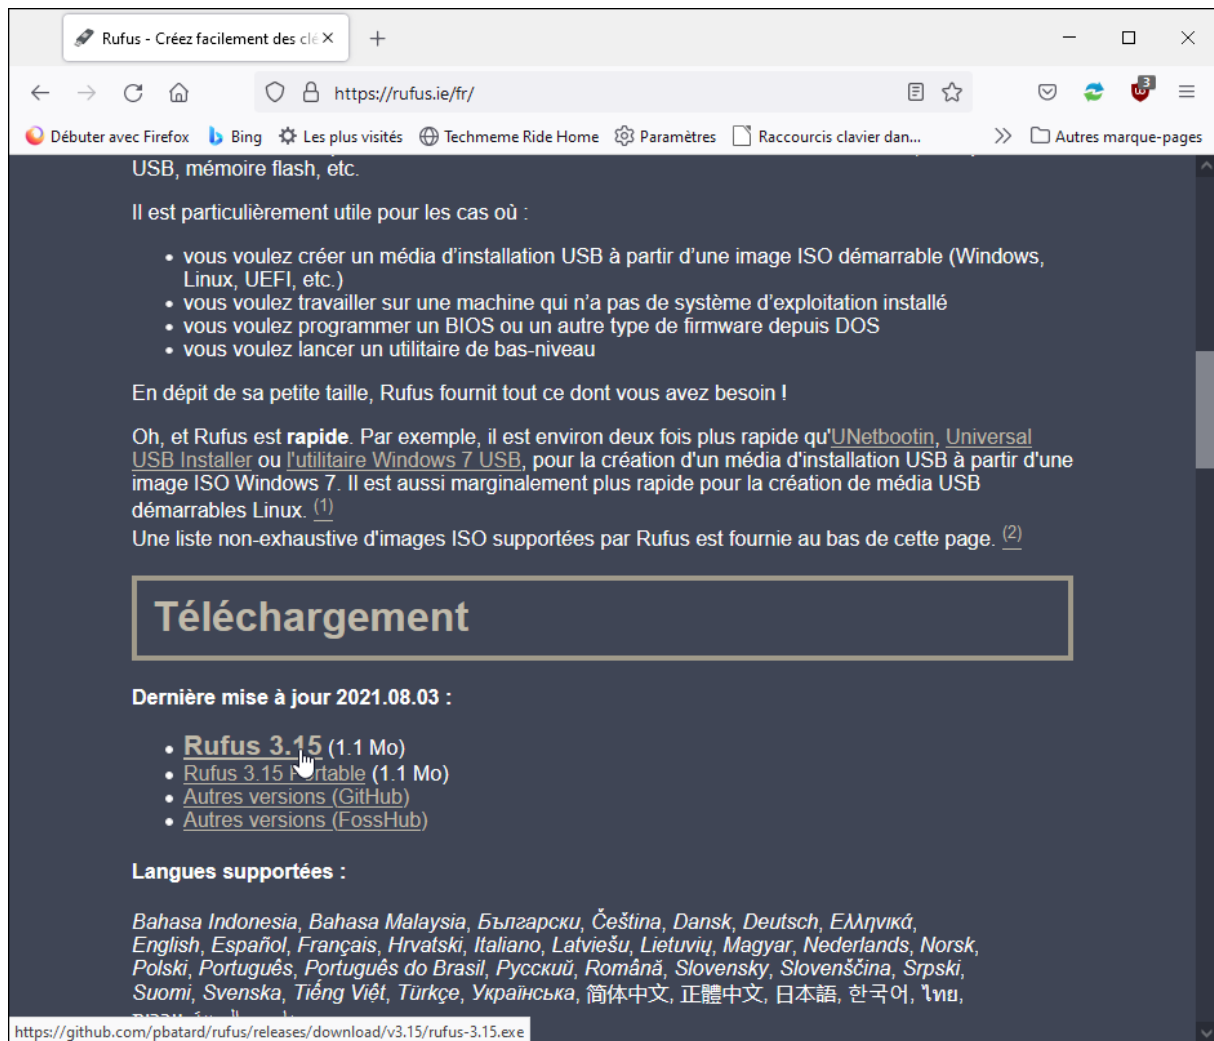 Rufus - Créez facilement des clé
https://rufus.ie/fr/
3
Débuter avec Firefox Bing Les plus visités Techmeme Ride Home Paramètres Raccourcis clavier dan... Autres marque-pages
USB, mémoire flash, etc.
Il est particulièrement utile pour les cas où :
• vous voulez créer un média d'installation USB à partir d'une image ISO démarrable (Windows,
Linux, UEFI, etc.)
• vous voulez travailler sur une machine qui n'a pas de système d'exploitation installé
• vous voulez programmer un BIOS ou un autre type de firmware depuis DOS
• vous voulez lancer un utilitaire de bas-niveau
En dépit de sa petite taille, Rufus fournit tout ce dont vous avez besoin !
Oh, et Rufus est rapide. Par exemple, il est environ deux fois plus rapide qu'UNetbootin, Universal
USB Installer ou l'utilitaire Windows 7 USB, pour la création d'un média d'installation USB à partir d'une
image ISO Windows 7. Il est aussi marginalement plus rapide pour la création de média USB
démarrables Linux. (1)
Une liste non-exhaustive d'images ISO supportées par Rufus est fournie au bas de cette page. (2)
Téléchargement
Dernière mise à jour 2021.08.03 :
• Rufus 3.15 (1.1 Mo)
• Rufus 3.15 Portable (1.1 Mo)
• Autres versions (GitHub)
• Autres versions (FossHub)
Langues supportées :
Bahasa Indonesia, Bahasa Malaysia, Български, Čeština, Dansk, Deutsch, Ελληνικά,
English, Español, Français, Hrvatski, Italiano, Latviešu, Lietuvių, Magyar, Nederlands, Norsk,
Polski, Português, Português do Brasil, Русский, Română, Slovensky, Slovenščina, Srpski,
Suomi, Svenska, Tiếng Việt, Türkçe, Українська, 简体中文, 正體中文, 日本語, 한국어, ไทย,
https://github.com/pbatard/rufus/releases/download/v3.15/rufus-3.15.exe